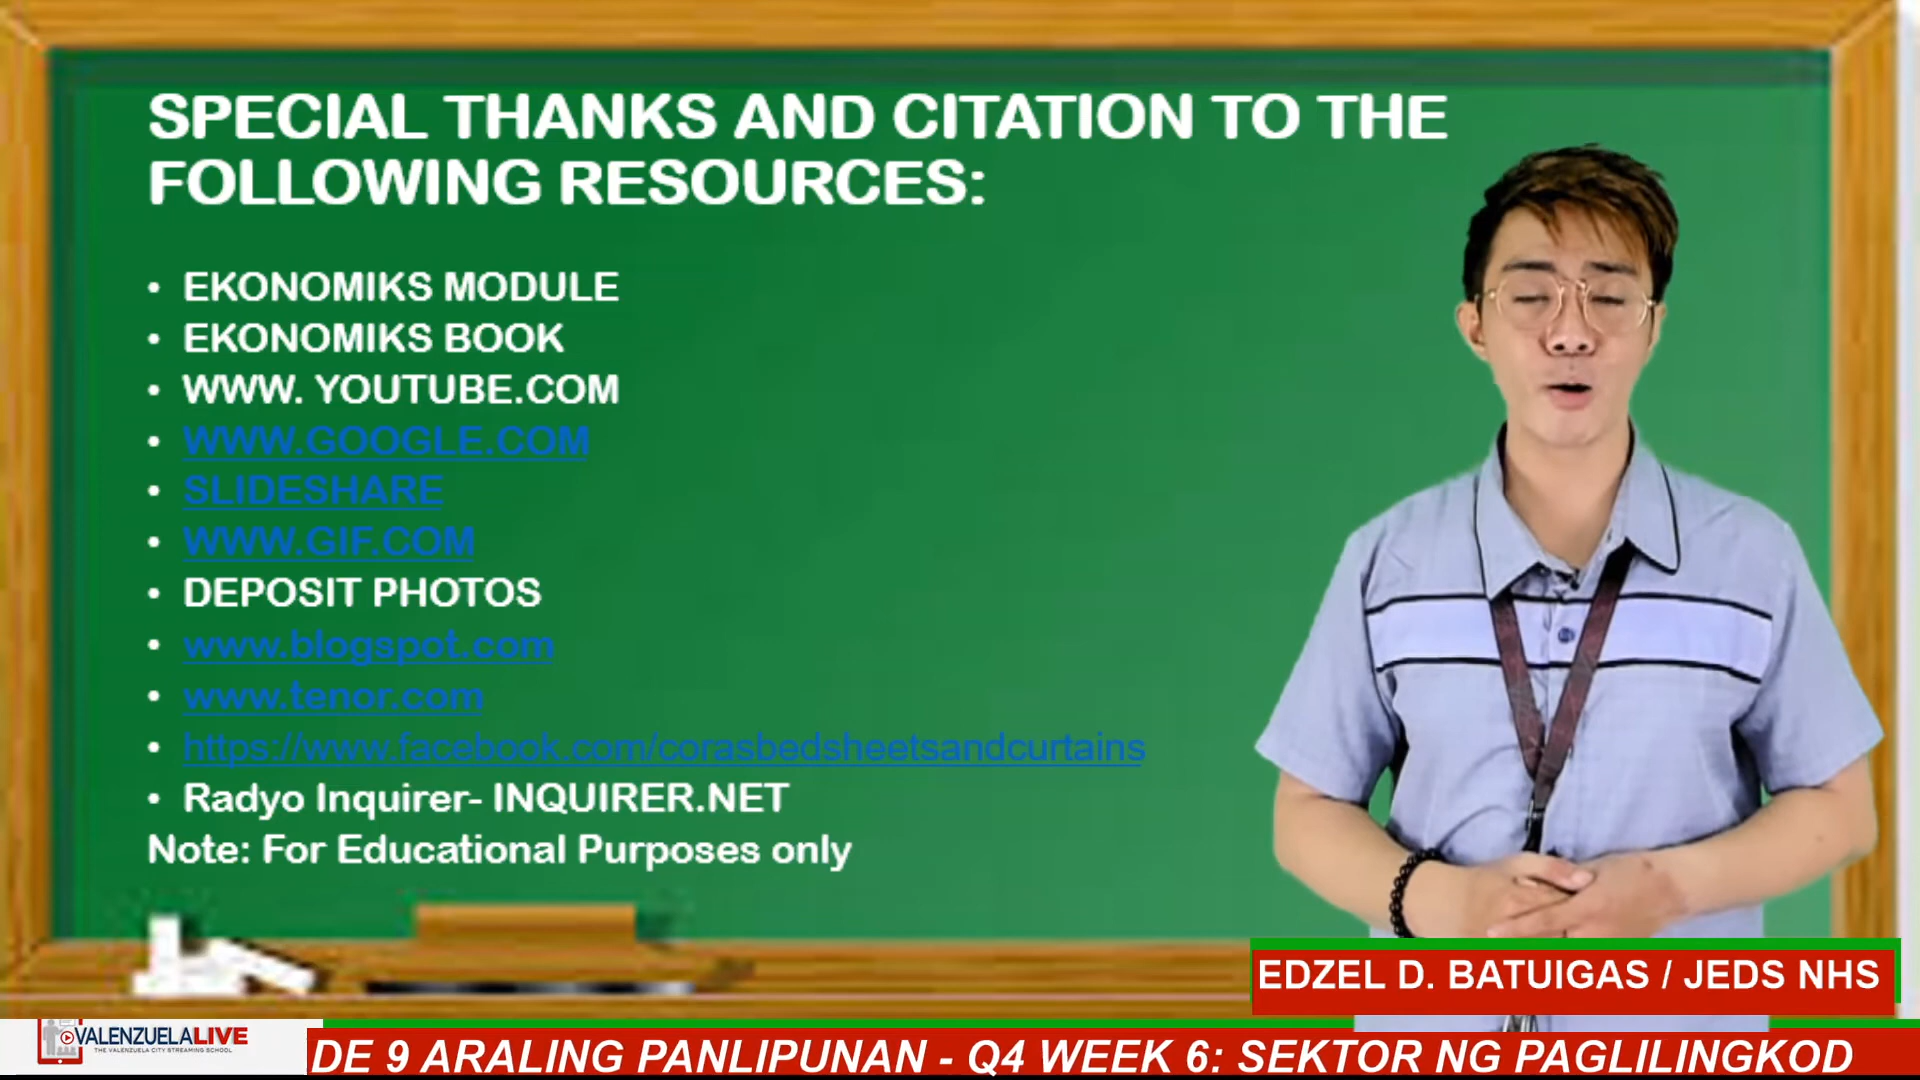 SPECIAL THANKS AND CITATION TO THE
FOLLOWING RESOURCES:
• EKONOMIKS MODULE
• EKONOMIKS BOOK
• WWW. YOUTUBE.COM
• WWW.GOOGLE.COM
• SLIDESHARE
• WWW.GIF.COM
• DEPOSIT PHOTOS
• www.blogspot.com
• www.tenor.com
• https://www.facebook.com/corasbedsheetsandcurtains
• Radyo Inquirer- INQUIRER.NET
Note: For Educational Purposes only
EDZEL D. BATUIGAS / JEDS NHS
VALENZUELALIVE
THE VALENZUELA CITY STREAMING SCHOOL
DE 9 ARALING PANLIPUNAN - Q4 WEEK 6: SEKTOR NG PAGLILINGKOD